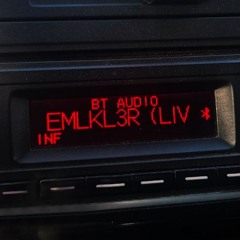 BT AUDIO
EMLKL3R (LIV
INF